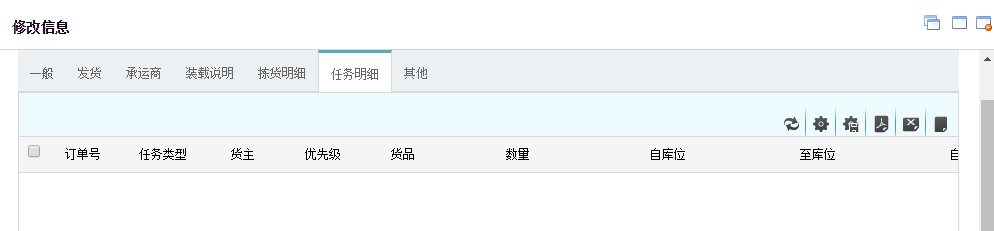 修改信息
一般 发货 承运商 装载说明 拣货明细 任务明细 其他
订单号 任务类型 货主 优先级 货品 数量 自库位 至库位